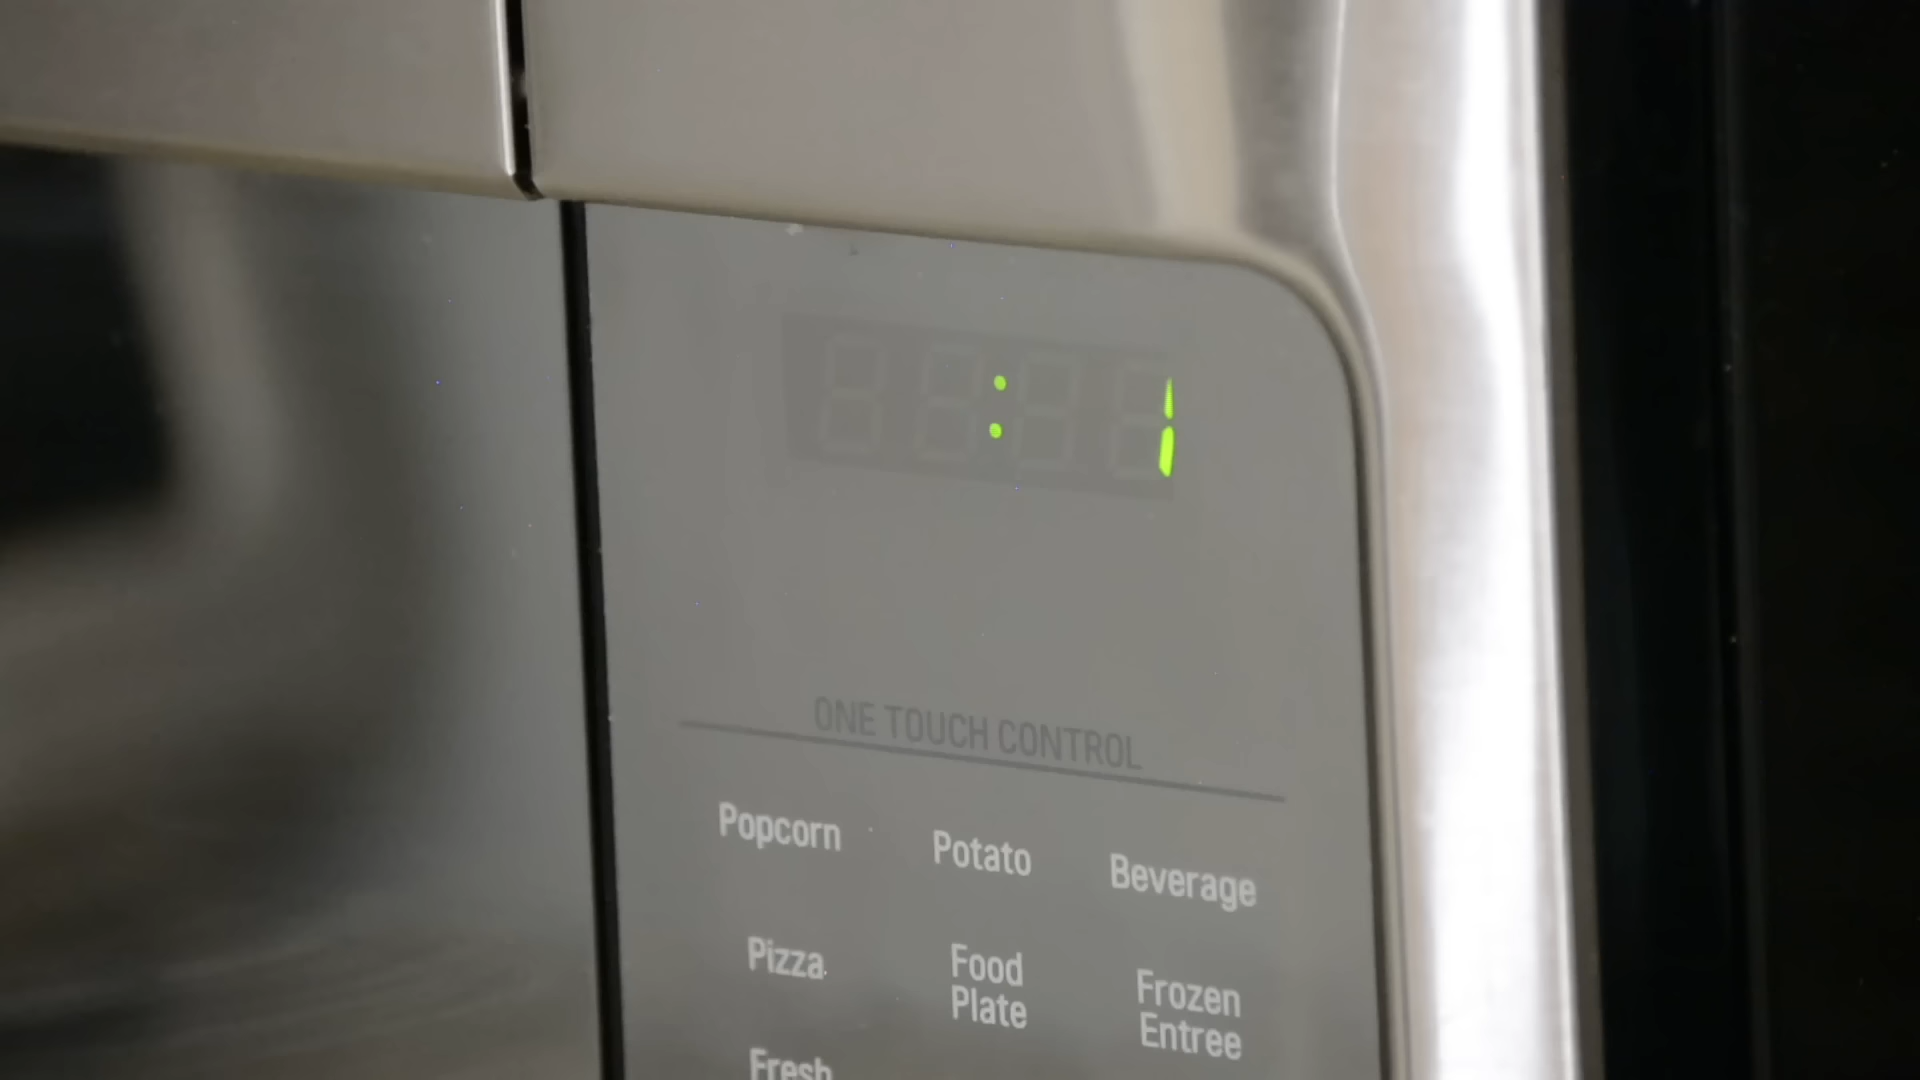 :1
ONE TOUCH CONTROL
Popcorn Potato Beverage
Pizza Food Plate Frozen Entree
Fresh